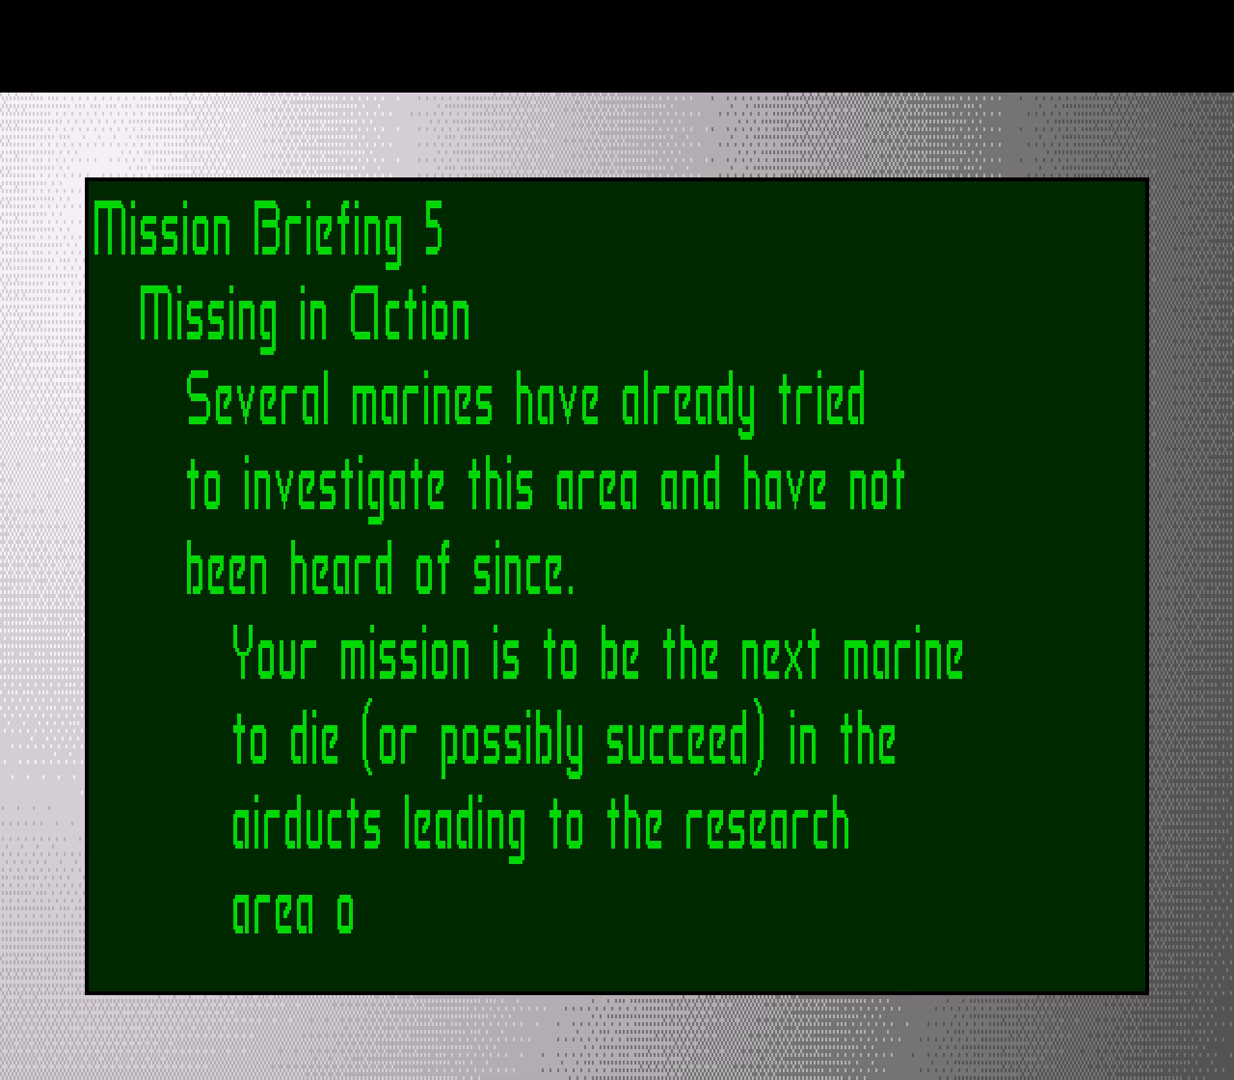 Mission Briefing 5
Missing in Action
Several marines have already tried
to investigate this area and have not
been heard of since.
Your mission is to be the next marine
to die (or possibly succeed) in the
airducts leading to the research
area o